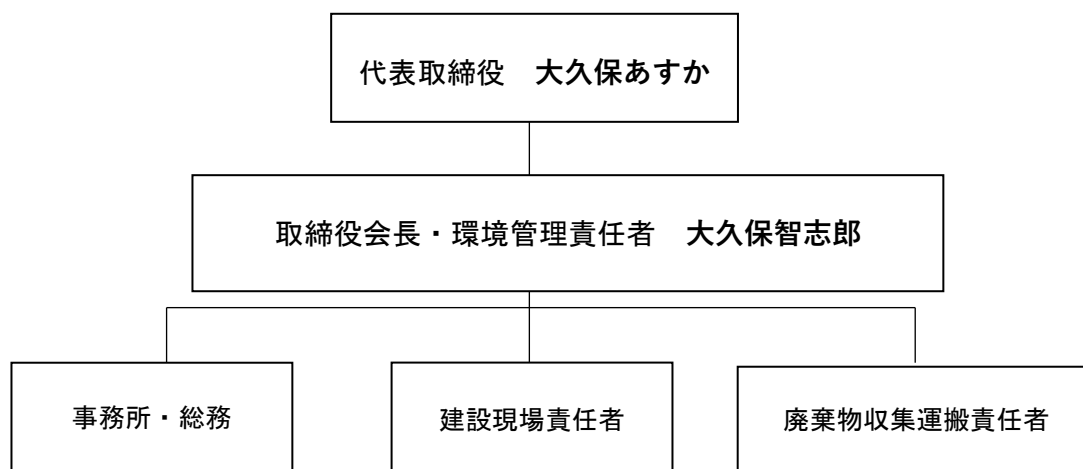 代表取締役　大久保あすか
取締役会長・環境管理責任者　大久保智志郎
事務所・総務
建設現場責任者
廃棄物収集運搬責任者